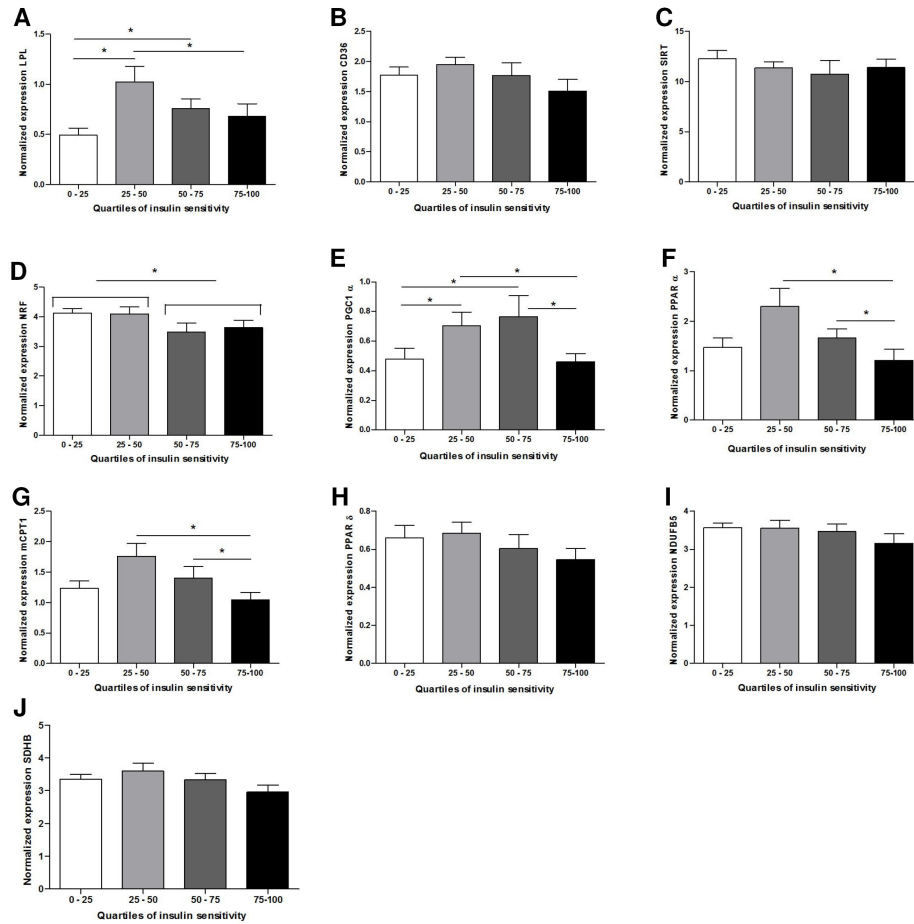 A
Normalized expression LPL
1.5
1.0
0.5
0.0
* * *
0 - 25 25 - 50 50 - 75 75-100
Quartiles of insulin sensitivity
B
Normalized expression CD36
2.5
2.0
1.5
1.0
0.5
0.0
0 - 25 25 - 50 50 - 75 75-100
Quartiles of insulin sensitivity
C
Normalized expression SIRT
15
10
5
0
0 - 25 25 - 50 50 - 75 75-100
Quartiles of insulin sensitivity
D
Normalized expression NRF
5
4
3
2
1
0
*
0 - 25 25 - 50 50 - 75 75-100
Quartiles of insulin sensitivity
E
Normalized expression PGC1 α
1.0
0.8
0.6
0.4
0.2
0.0
* * * *
0 - 25 25 - 50 50 - 75 75-100
Quartiles of insulin sensitivity
F
Normalized expression PPAR α
3
2
1
0
* *
0 - 25 25 - 50 50 - 75 75-100
Quartiles of insulin sensitivity
G
Normalized expression mCPT1
2.5
2.0
1.5
1.0
0.5
0.0
* *
0 - 25 25 - 50 50 - 75 75-100
Quartiles of insulin sensitivity
H
Normalized expression PPAR δ
0.8
0.6
0.4
0.2
0.0
0 - 25 25 - 50 50 - 75 75-100
Quartiles of insulin sensitivity
I
Normalized expression NDUFB5
4
3
2
1
0
0 - 25 25 - 50 50 - 75 75-100
Quartiles of insulin sensitivity
J
Normalized expression SDHB
5
4
3
2
1
0
0 - 25 25 - 50 50 - 75 75-100
Quartiles of insulin sensitivity